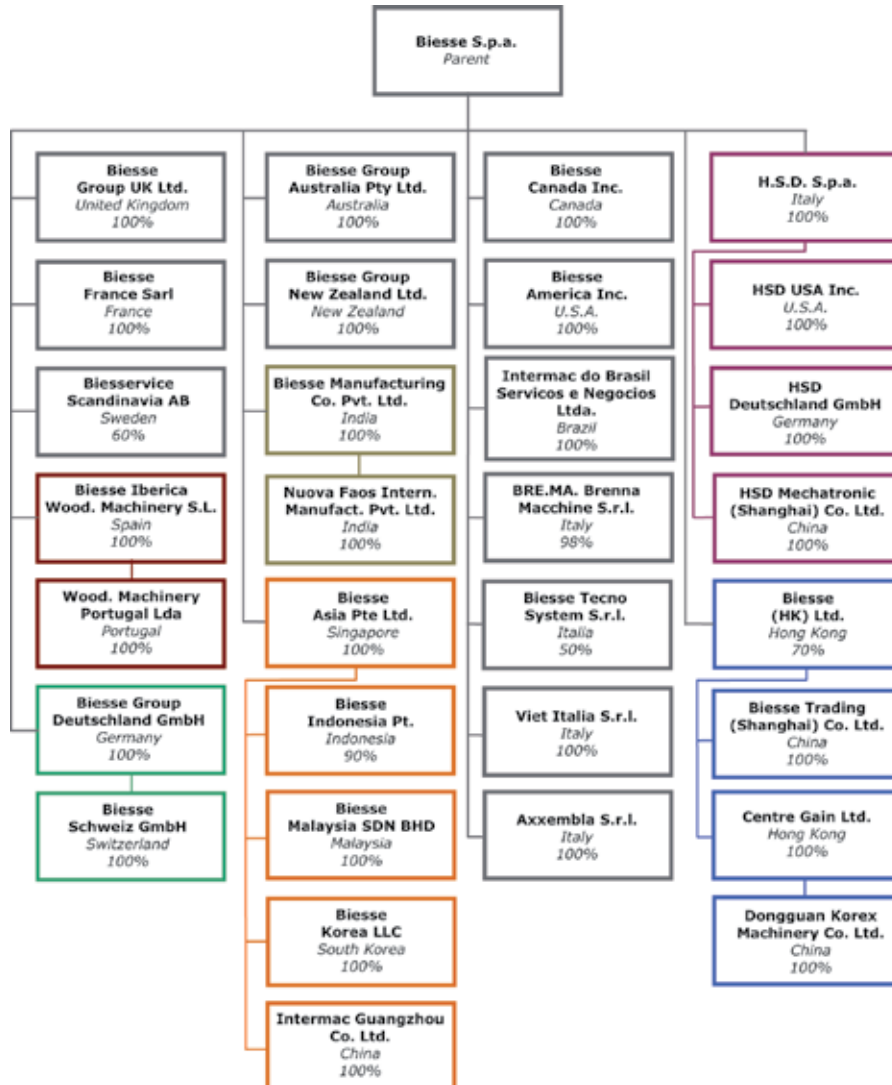 Biesse S.p.a.
Parent
Biesse
Group UK Ltd.
United Kingdom
100%
Biesse
France Sarl
France
100%
Biesservice
Scandinavia AB
Sweden
60%
Biesse Iberica
Wood. Machinery S.L.
Spain
100%
Wood. Machinery
Portugal Lda
Portugal
100%
Biesse Group
Deutschland GmbH
Germany
100%
Biesse
Schweiz GmbH
Switzerland
100%
Biesse Group
Australia Pty Ltd.
Australia
100%
Biesse Group
New Zealand Ltd.
New Zealand
100%
Biesse Manufacturing
Co. Pvt. Ltd.
India
100%
Nuova Faos Intern.
Manufact. Pvt. Ltd.
India
100%
Biesse
Asia Pte Ltd.
Singapore
100%
Biesse
Indonesia Pt.
Indonesia
90%
Biesse
Malaysia SDN BHD
Malaysia
100%
Biesse
Korea LLC
South Korea
100%
Intermac Guangzhou
Co. Ltd.
China
100%
Biesse
Canada Inc.
Canada
100%
Biesse
America Inc.
U.S.A.
100%
Intermac do Brasil
Servicos e Negocios
Ltda.
Brazil
100%
BRE.MA. Brenna
Macchine S.r.l.
Italy
98%
Biesse Tecno
System S.r.l.
Italia
50%
Viet Italia S.r.l.
Italy
100%
Axxembla S.r.l.
Italy
100%
H.S.D. S.p.a.
Italy
100%
HSD USA Inc.
U.S.A.
100%
HSD
Deutschland GmbH
Germany
100%
HSD Mechatronic
(Shanghai) Co. Ltd.
China
100%
Biesse
(HK) Ltd.
Hong Kong
70%
Biesse Trading
(Shanghai) Co. Ltd.
China
100%
Centre Gain Ltd.
Hong Kong
100%
Dongguan Korex
Machinery Co. Ltd.
China
100%